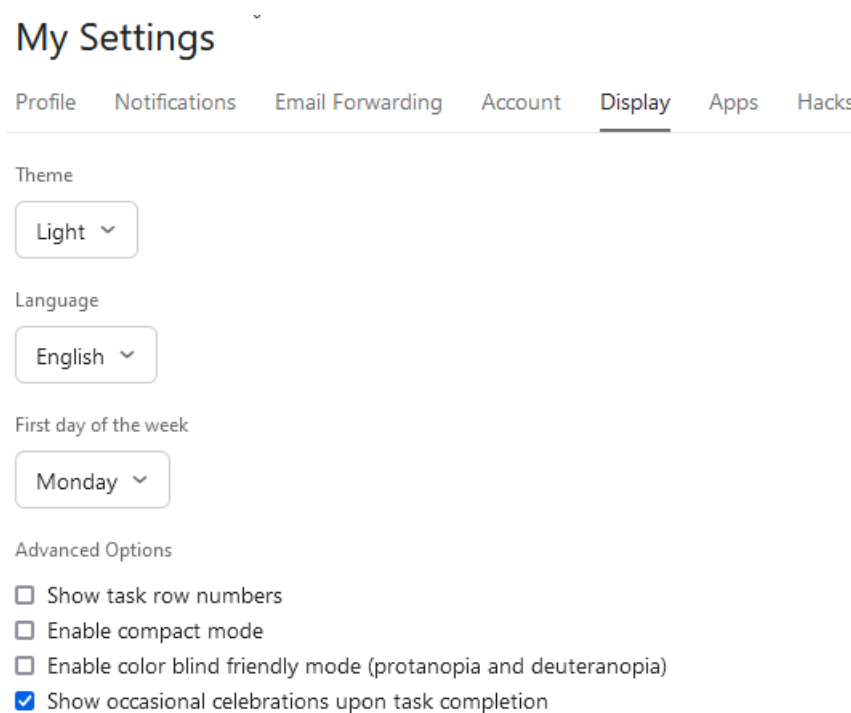 My Settings
Profile Notifications Email Forwarding Account Display Apps Hacks
Theme
Light
Language
English
First day of the week
Monday
Advanced Options
Show task row numbers
Enable compact mode
Enable color blind friendly mode (protanopia and deuteranopia)
Show occasional celebrations upon task completion